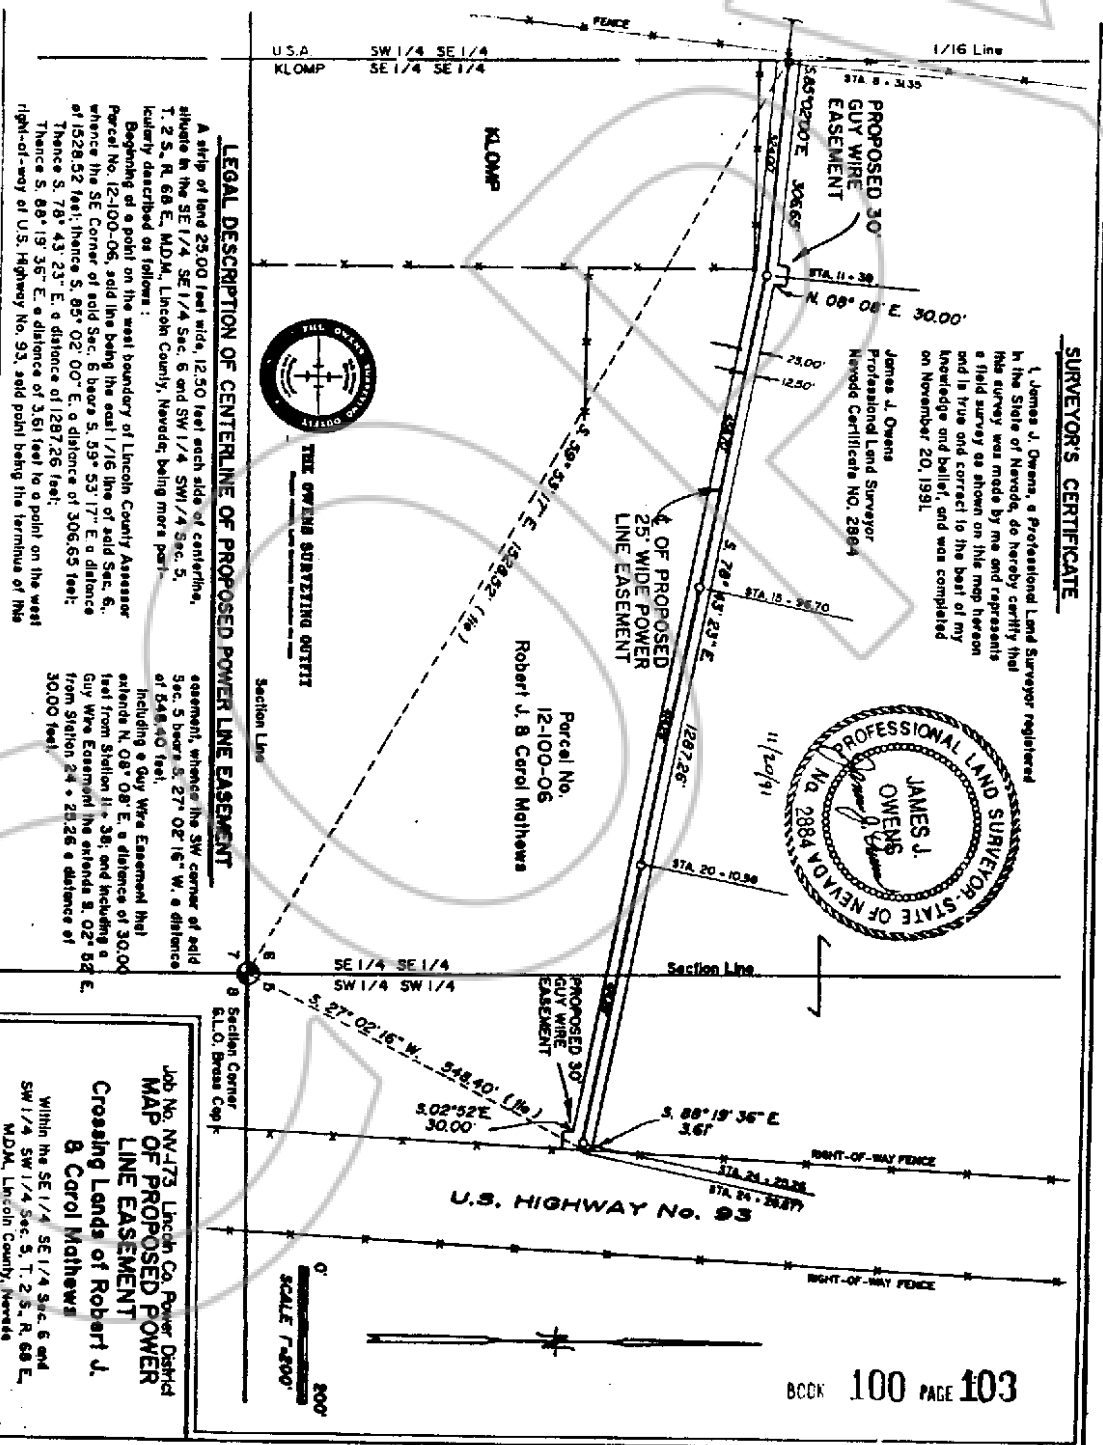 SURVEYOR'S CERTIFICATE
I, James J. Owens, a Professional Land Surveyor registered
in the State of Nevada, do hereby certify that
this survey was made by me and represents
a field survey as shown on this map hereon
and is true and correct to the best of my
knowledge and belief, and was completed
on November 20, 1991.
James J. Owens
Professional Land Surveyor
Nevada Certificate NO. 2884
PROFESSIONAL LAND SURVEYOR-STATE OF NEVADA
JAMES J.
OWENS
No. 2884
11/20/91
1/16 Line
FENCE
STA. 8 + 31.35
PROPOSED 30'
GUY WIRE
EASEMENT
S. 85°02'00"E.
306.65'
STA. 11 + 38
N. 08° 08' E. 30.00'
25.00'
12.50'
U.S.A.
KLOMP
SW 1/4 SE 1/4
SE 1/4 SE 1/4
KLOMP
℄ OF PROPOSED
25' WIDE POWER
LINE EASEMENT
S. 78° 43' 23" E.
1287.26'
STA. 15 + 96.70
STA. 20 + 10.96
S. 59° 53' 17" E. 1528.52' (tie)
Parcel No.
12-100-06
Robert J. & Carol Mathews
THE OWENS SURVEYING OUTFIT
Section Line
Section Line
SE 1/4 SE 1/4
SW 1/4 SW 1/4
PROPOSED 30'
GUY WIRE
EASEMENT
S. 27° 02' 16" W.
548.40' (tie)
S.02°52'E.
30.00'
S. 88° 19' 36" E.
3.61'
STA. 24 + 25.26
RIGHT-OF-WAY FENCE
U.S. HIGHWAY No. 93
RIGHT-OF-WAY FENCE
6
5
7
8
Section Corner
G.L.O. Brass Cap
LEGAL DESCRIPTION OF CENTERLINE OF PROPOSED POWER LINE EASEMENT
A strip of land 25.00 feet wide, 12.50 feet each side of centerline,
situate in the SE 1/4 SE 1/4 Sec. 6 and SW 1/4 SW 1/4 Sec. 5,
T. 2 S., R. 68 E., M.D.M., Lincoln County, Nevada; being more part-
icularly described as follows:
Beginning at a point on the west boundary of Lincoln County Assessor
Parcel No. 12-100-06, said line being the east 1/16 line of said Sec. 6,
whence the SE Corner of said Sec. 6 bears S. 59° 53' 17" E. a distance
of 1528.52 feet; thence S. 85° 02' 00" E. a distance of 306.65 feet;
Thence S. 78° 43' 23" E. a distance of 1287.26 feet;
Thence S. 88° 19' 36" E. a distance of 3.61 feet to a point on the west
right-of-way of U.S. Highway No. 93, said point being the terminus of this
easement, whence the SW corner of said
Sec. 5 bears S. 27° 02' 16" W. a distance
of 548.40 feet.
Including a Guy Wire Easement that
extends N. 08° 08' E. a distance of 30.00
feet from Station 11 + 38; and including a
Guy Wire Easement the extends S. 02° 52' E.
from Station 24 + 25.26 a distance of
30.00 feet.
0'
200'
SCALE 1"=200'
Job No. NV-173 Lincoln Co. Power District
MAP OF PROPOSED POWER
LINE EASEMENT
Crossing Lands of Robert J.
& Carol Mathews
Within the SE 1/4 SE 1/4 Sec. 6 and
SW 1/4 SW 1/4 Sec. 5, T. 2 S., R. 68 E.,
M.D.M., Lincoln County, Nevada
BOOK 100 PAGE 103